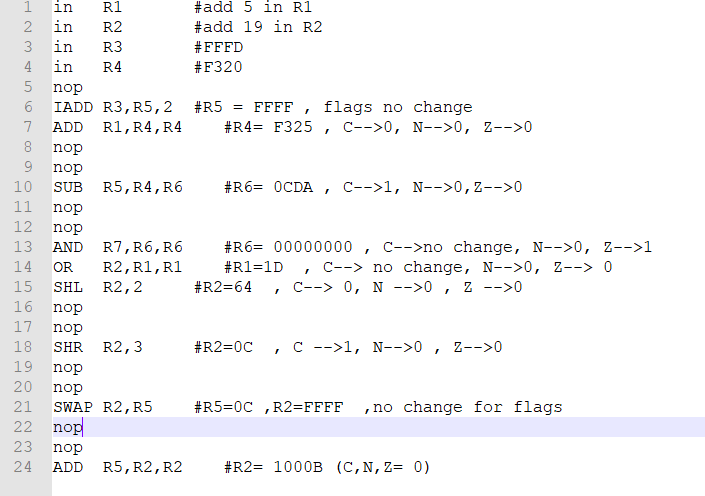 1 in R1 #add 5 in R1
2 in R2 #add 19 in R2
3 in R3 #FFFD
4 in R4 #F320
5 nop
6 IADD R3,R5,2 #R5 = FFFF , flags no change
7 ADD R1,R4,R4 #R4= F325 , C-->0, N-->0, Z-->0
8 nop
9 nop
10 SUB R5,R4,R6 #R6= 0CDA , C-->1, N-->0,Z-->0
11 nop
12 nop
13 AND R7,R6,R6 #R6= 00000000 , C-->no change, N-->0, Z-->1
14 OR R2,R1,R1 #R1=1D , C--> no change, N-->0, Z--> 0
15 SHL R2,2 #R2=64 , C--> 0, N -->0 , Z -->0
16 nop
17 nop
18 SHR R2,3 #R2=0C , C -->1, N-->0 , Z-->0
19 nop
20 nop
21 SWAP R2,R5 #R5=0C ,R2=FFFF ,no change for flags
22 nop
23 nop
24 ADD R5,R2,R2 #R2= 1000B (C,N,Z= 0)